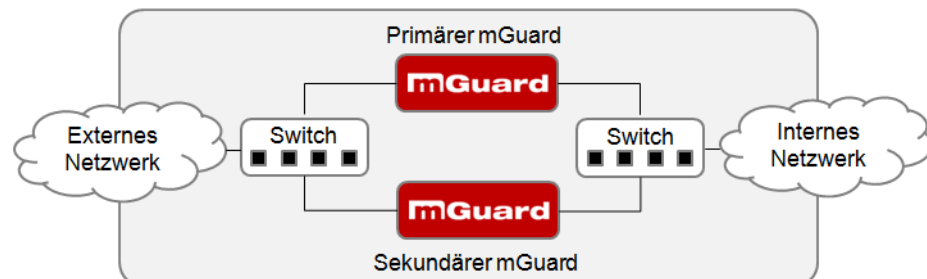 Primärer mGuard
mGuard
Externes
Netzwerk
Switch
Switch
Internes
Netzwerk
mGuard
Sekundärer mGuard